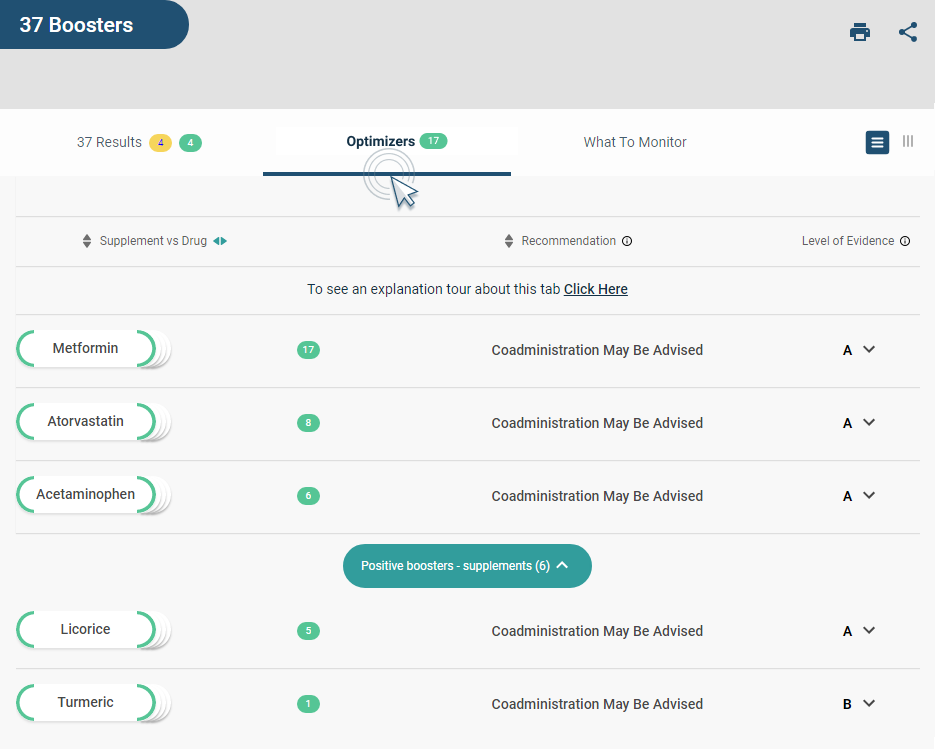 37 Boosters
37 Results 4 4 Optimizers 17 What To Monitor
Supplement vs Drug Recommendation Level of Evidence
To see an explanation tour about this tab Click Here
Metformin 17 Coadministration May Be Advised A
Atorvastatin 8 Coadministration May Be Advised A
Acetaminophen 6 Coadministration May Be Advised A
Positive boosters - supplements (6)
Licorice 5 Coadministration May Be Advised A
Turmeric 1 Coadministration May Be Advised B